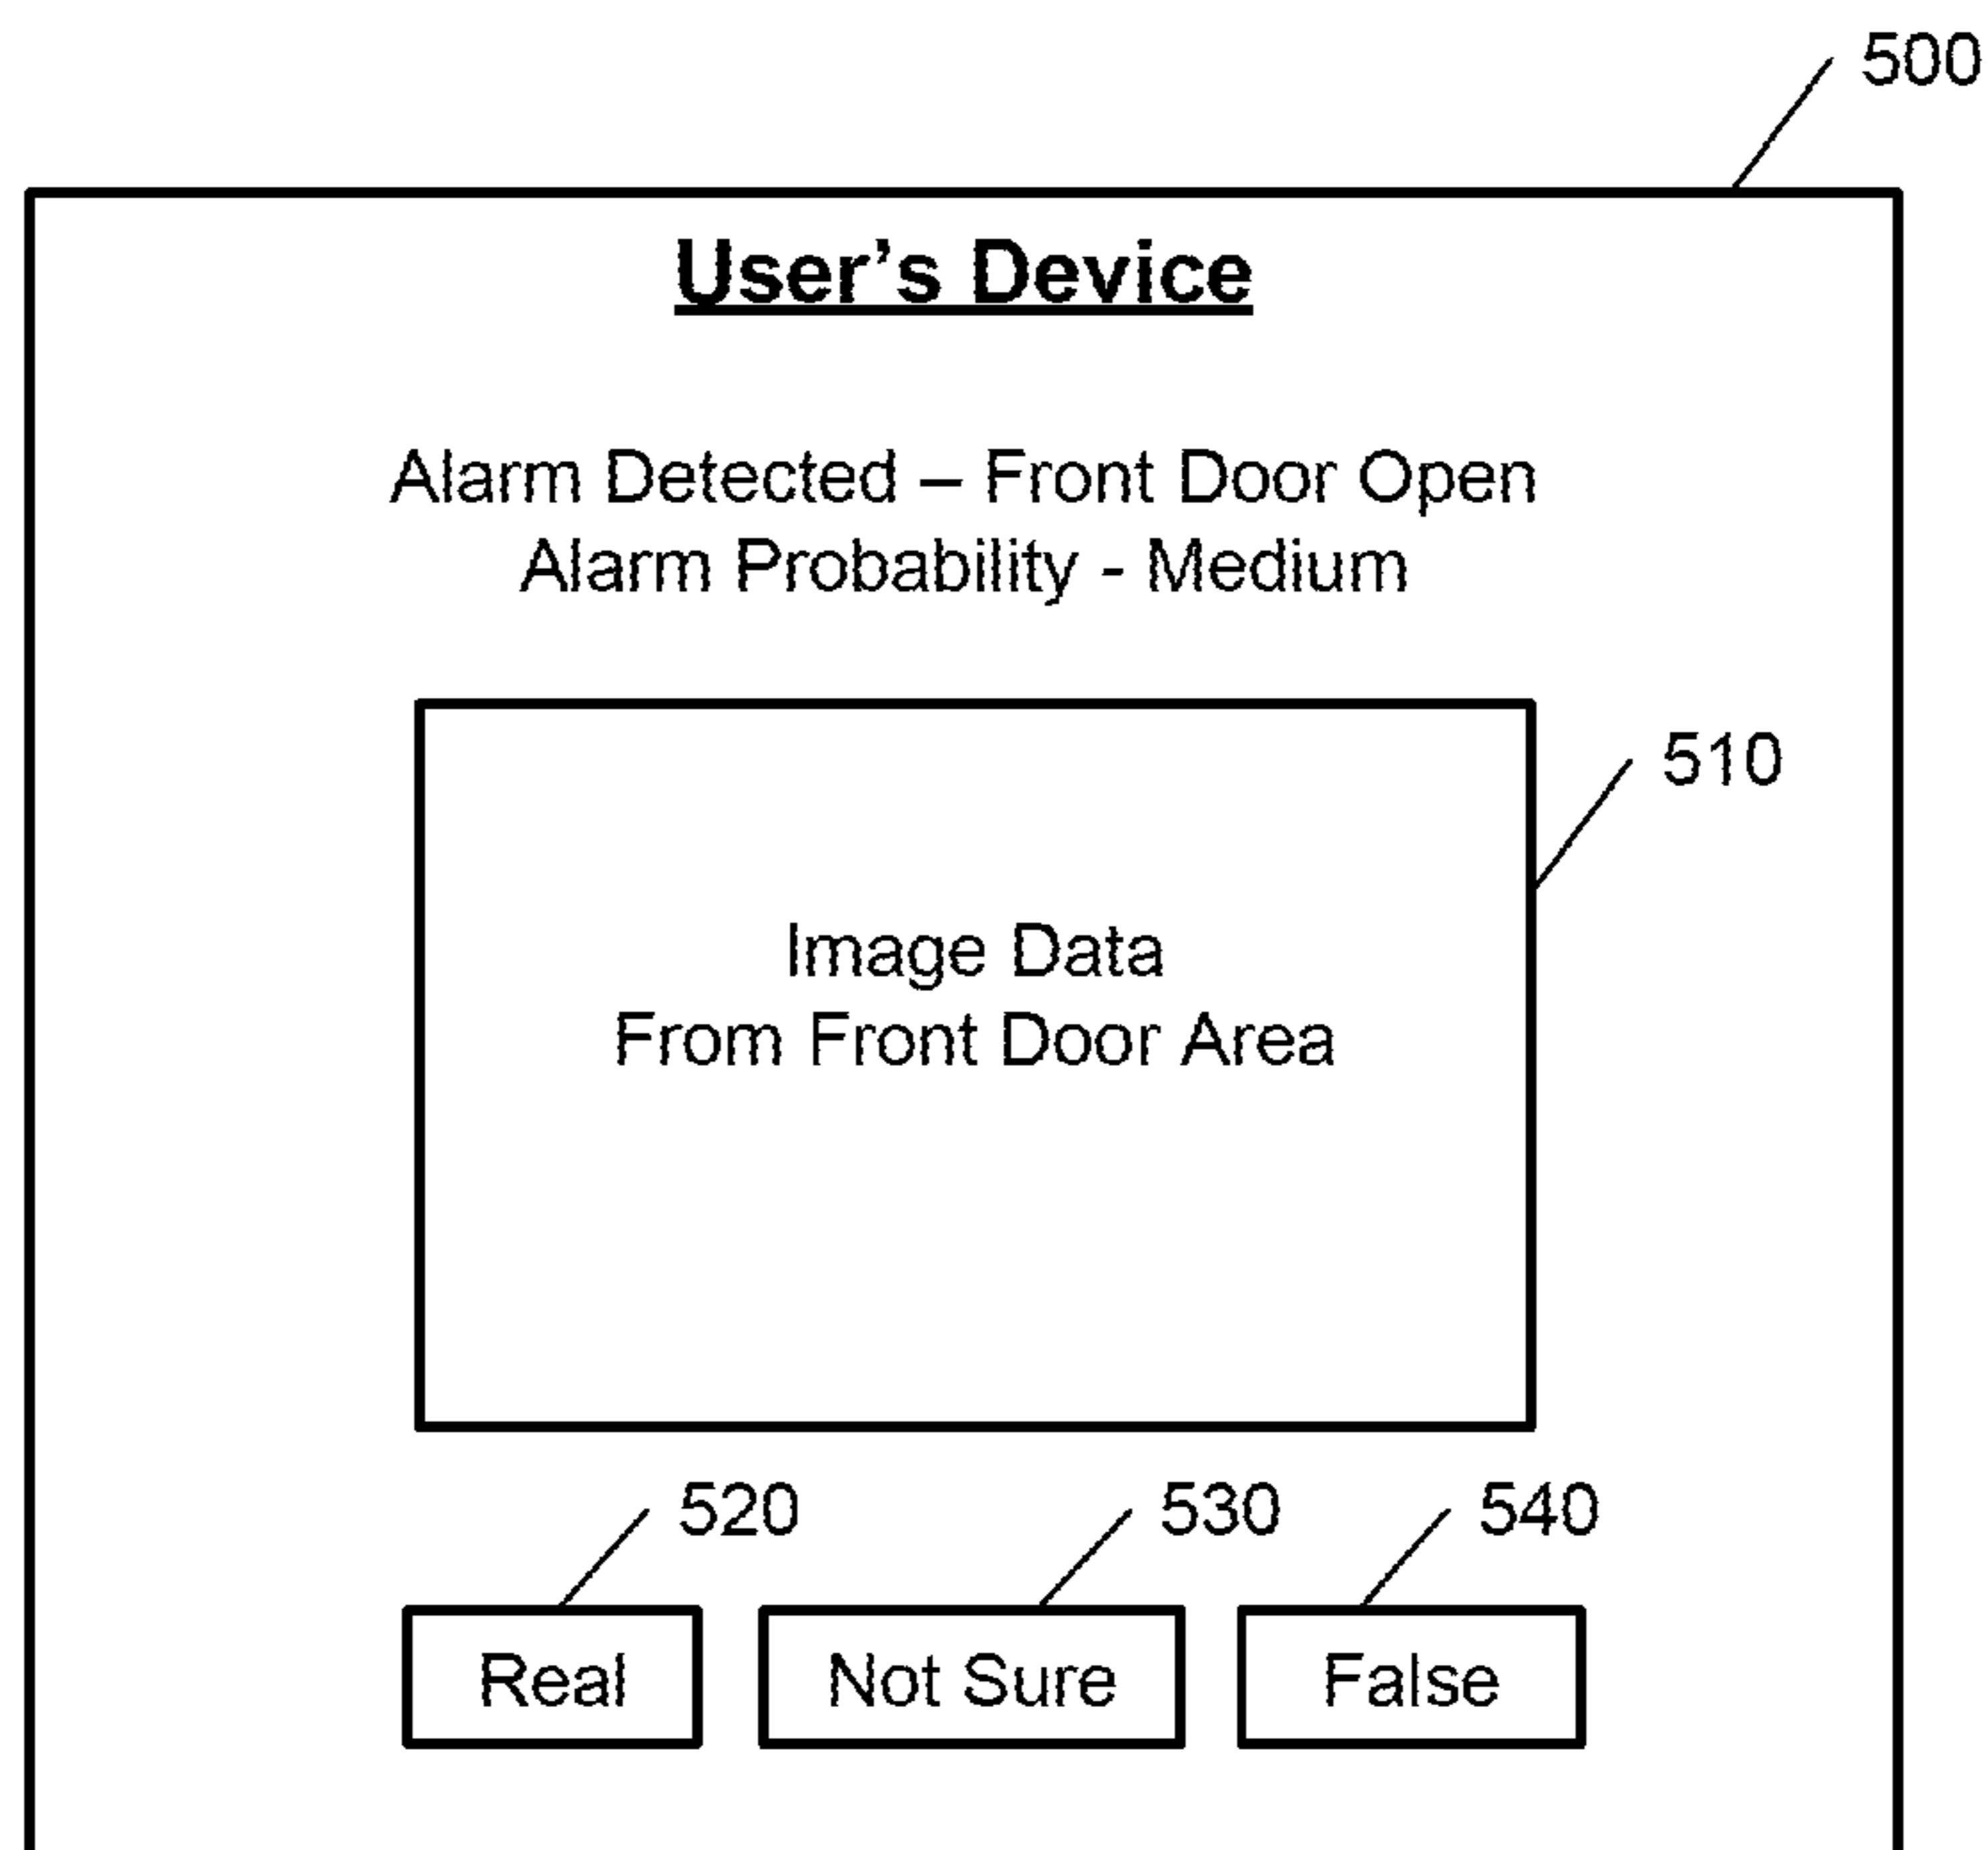 500
User’s Device
Alarm Detected – Front Door Open
Alarm Probability - Medium
510
Image Data
From Front Door Area
520
530
540
Real
Not Sure
False